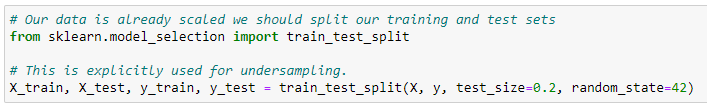 # Our data is already scaled we should split our training and test sets
from sklearn.model_selection import train_test_split
# This is explicitly used for undersampling.
X_train, X_test, y_train, y_test = train_test_split(X, y, test_size=0.2, random_state=42)